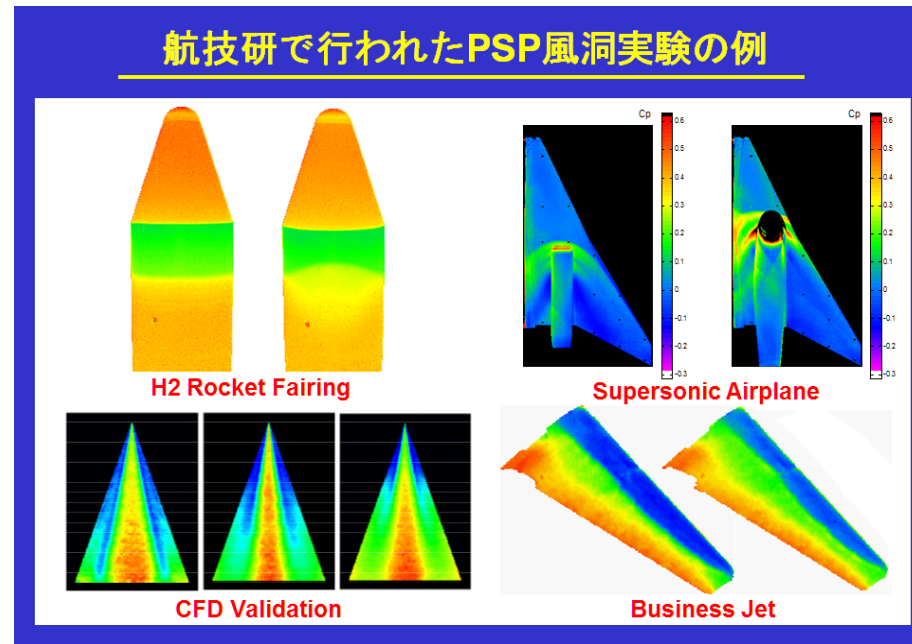 航技研で行われたPSP風洞実験の例
Cp
0.6
0.5
0.4
0.3
0.2
0.1
0
−0.1
−0.2
−0.3
Cp
0.6
0.5
0.4
0.3
0.2
0.1
0
−0.1
−0.2
−0.3
H2 Rocket Fairing
Supersonic Airplane
CFD Validation
Business Jet